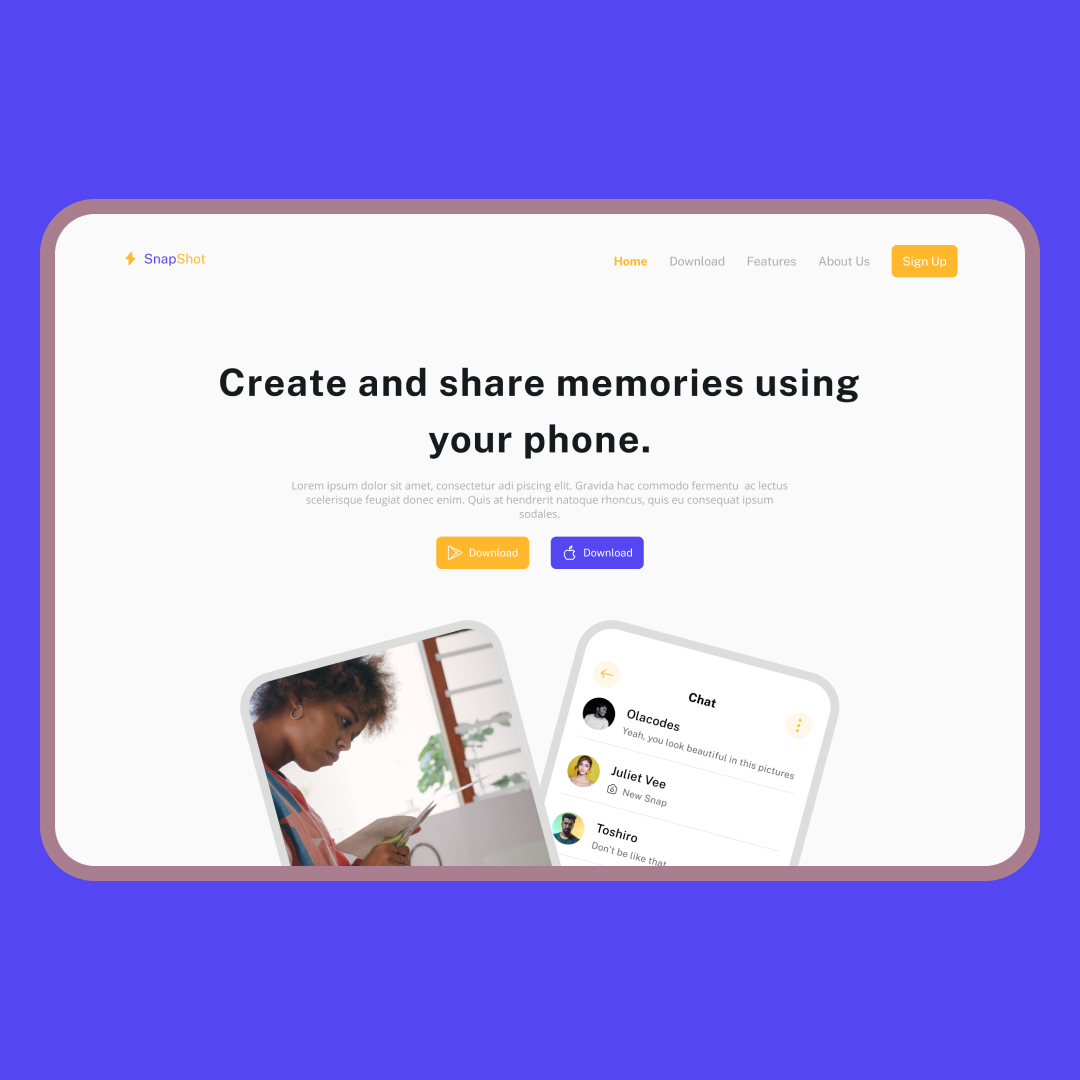 SnapShot
Home Download Features About Us Sign Up
Create and share memories using
your phone.
Lorem ipsum dolor sit amet, consectetur adi piscing elit. Gravida hac commodo fermentu ac lectus
scelerisque feugiat donec enim. Quis at hendrerit natoque rhoncus, quis eu consequat ipsum
sodales.
Download Download
Chat
Olacodes
Yeah, you look beautiful in this pictures
Juliet Vee
New Snap
Toshiro
Don't be like that